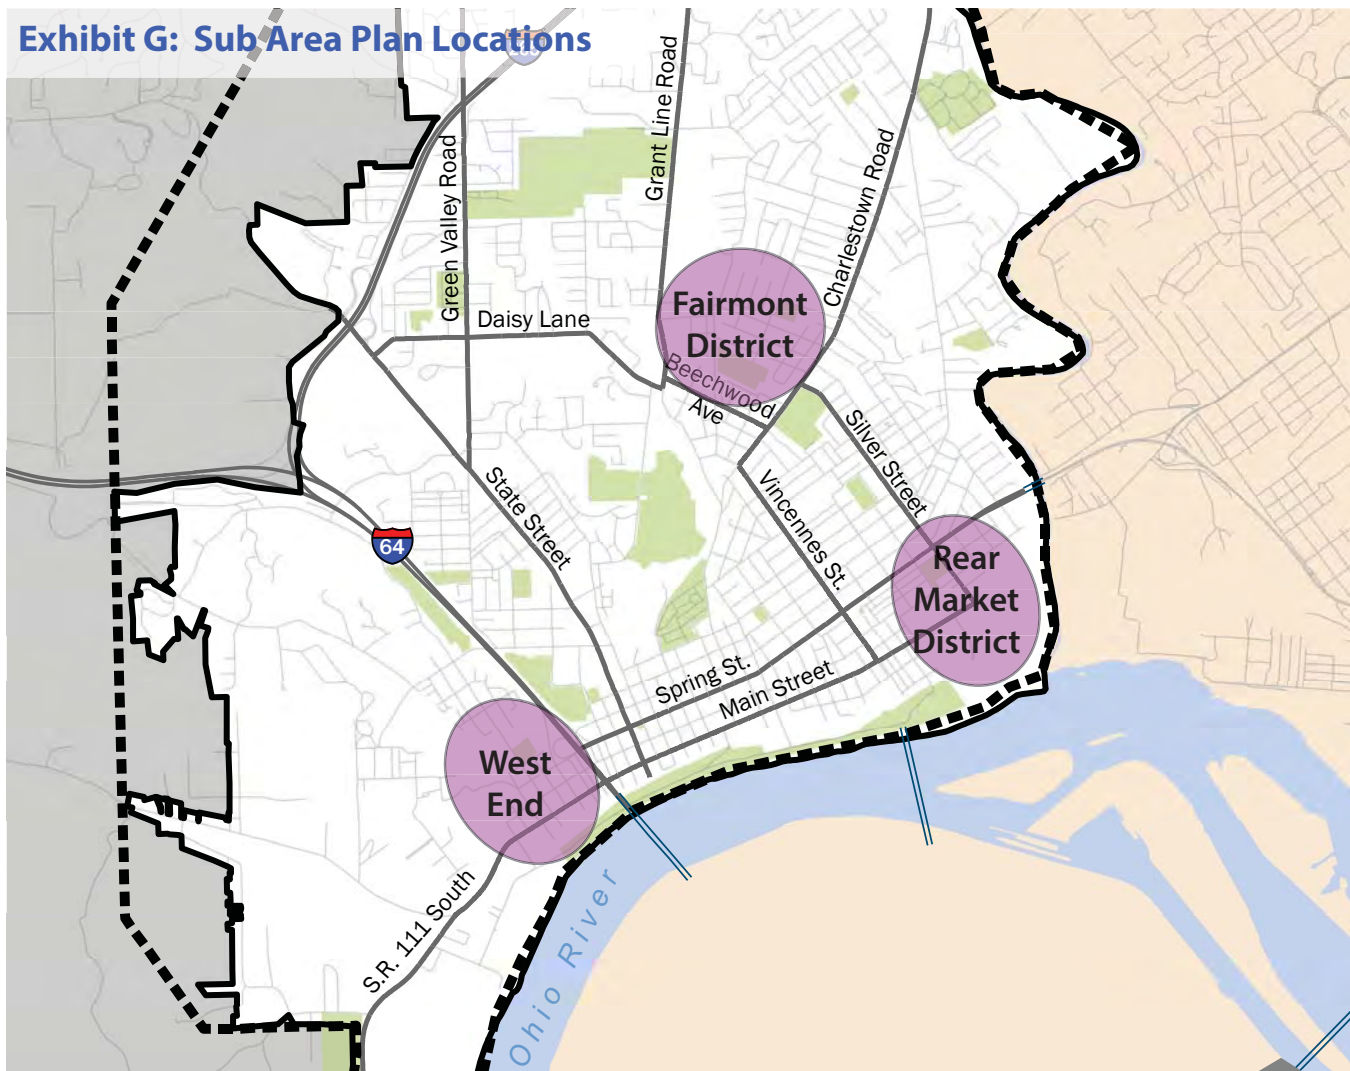 Exhibit G: Sub Area Plan Locations
Grant Line Road
Green Valley Road
Charlestown Road
Fairmont
District
Daisy Lane
Beechwood
Ave
Silver Street
State Street
Vincennes St.
64
Rear
Market
District
Spring St.
Main Street
West
End
S.R. 111 South
Ohio River